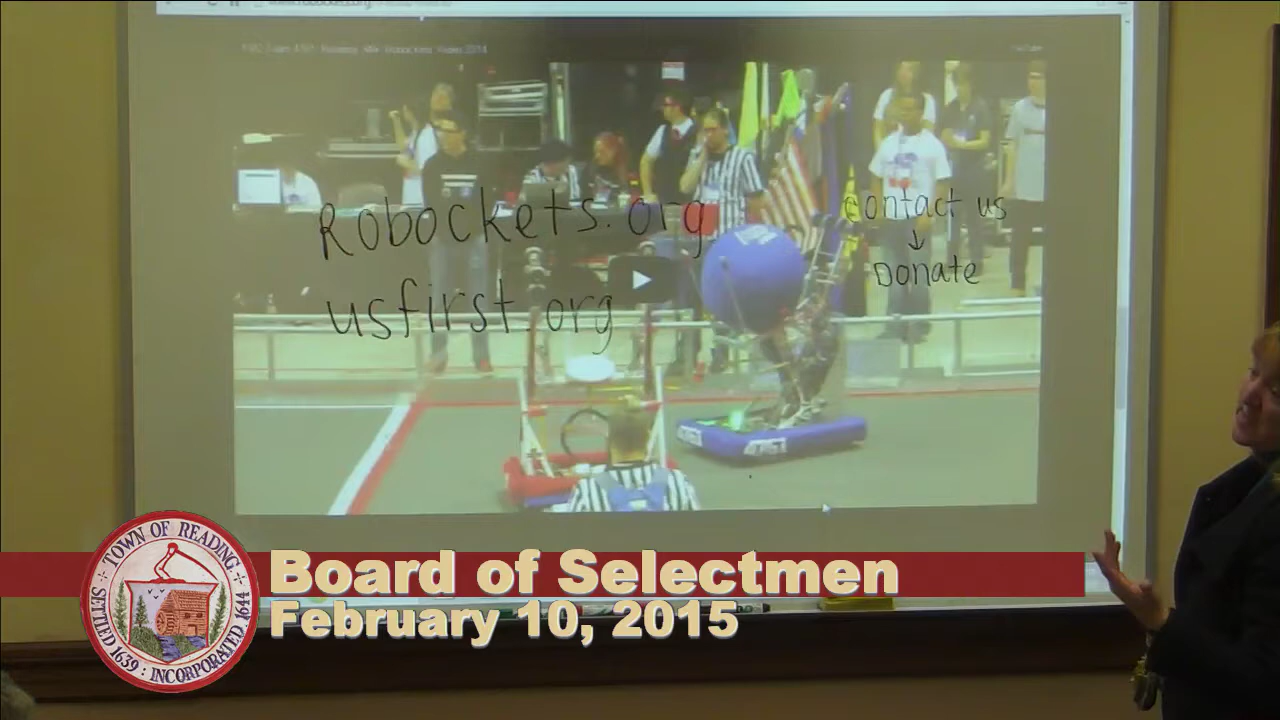 Robockets.org
usfirst.org
contact us
↓
Donate
TOWN OF READING
SETTLED 1639 : INCORPORATED 1644
Board of Selectmen
February 10, 2015